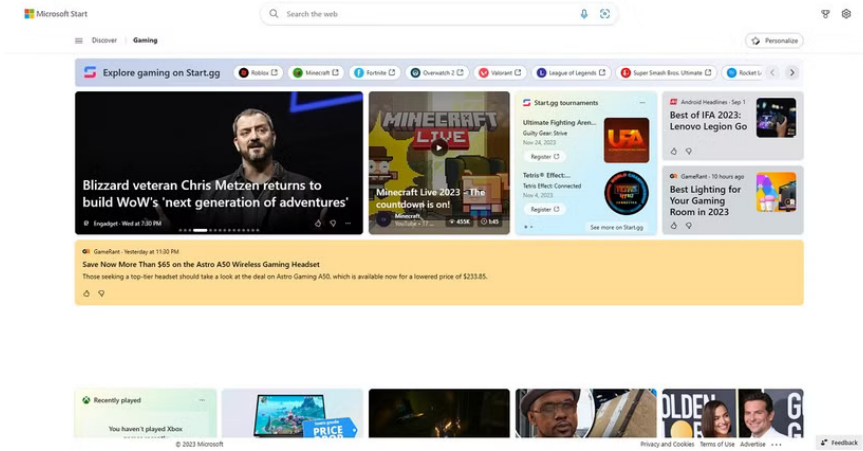 Microsoft Start
Search the web
Discover
Gaming
Personalize
Explore gaming on Start.gg
Roblox
Minecraft
Fortnite
Overwatch 2
Valorant
League of Legends
Super Smash Bros. Ultimate
Rocket L
Blizzard veteran Chris Metzen returns to
build WoW's 'next generation of adventures'
Engadget · Wed at 7:30 PM
MINECRAFT
LIVE
Minecraft Live 2023 – The
countdown is on!
Minecraft
YouTube
455K
1:45
Start.gg tournaments
Ultimate Fighting Aren...
Guilty Gear: Strive
Nov 24, 2023
Register
UFA
Tetris® Effect:...
Tetris Effect: Connected
Nov 4, 2023
Register
See more on Start.gg
Android Headlines · Sep 1
Best of IFA 2023:
Lenovo Legion Go
GameRant · 10 hours ago
Best Lighting for
Your Gaming
Room in 2023
GameRant · Yesterday at 11:30 PM
Save Now More Than $65 on the Astro A50 Wireless Gaming Headset
Those seeking a top-tier headset should take a look at the deal on Astro Gaming A50, which is available now for a lowered price of $233.85.
Recently played
You haven't played Xbox
PRICE
OLDEN
G
© 2023 Microsoft
Privacy and Cookies
Terms of Use
Advertise
Feedback